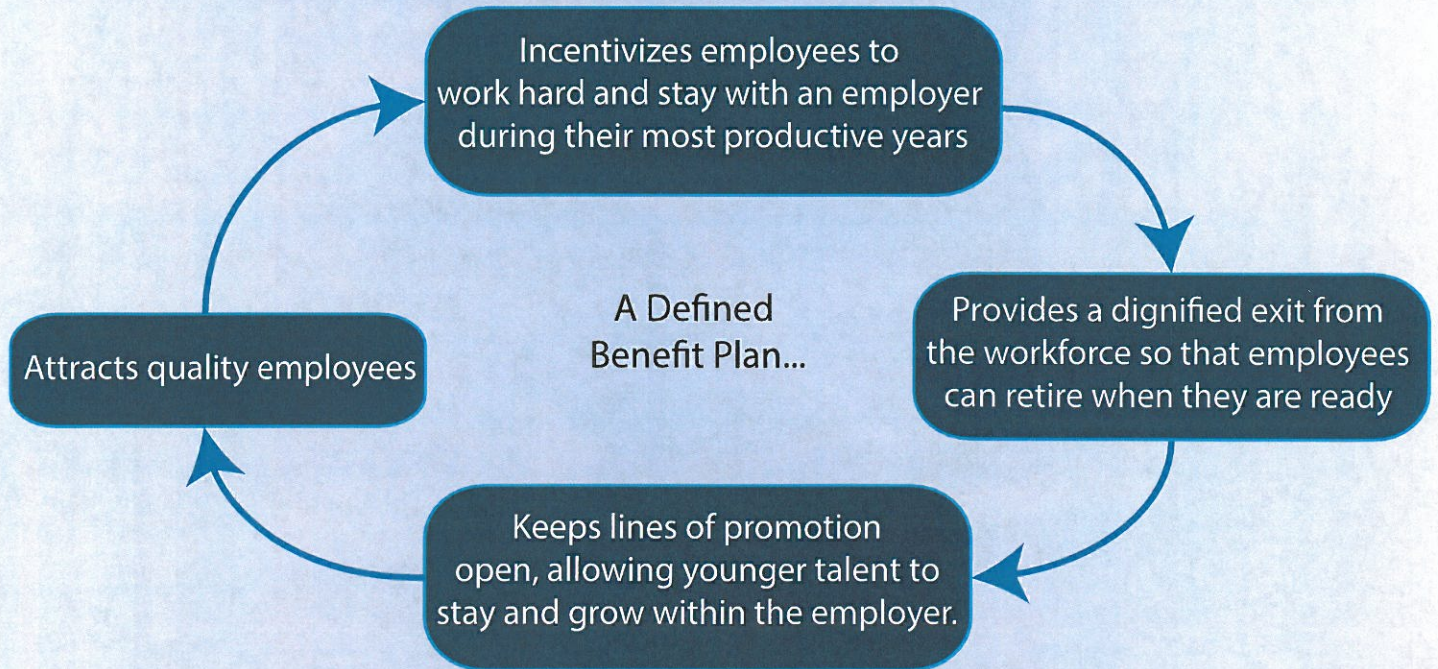 Incentivizes employees to
work hard and stay with an employer
during their most productive years
A Defined
Benefit Plan...
Provides a dignified exit from
the workforce so that employees
can retire when they are ready
Attracts quality employees
Keeps lines of promotion
open, allowing younger talent to
stay and grow within the employer.